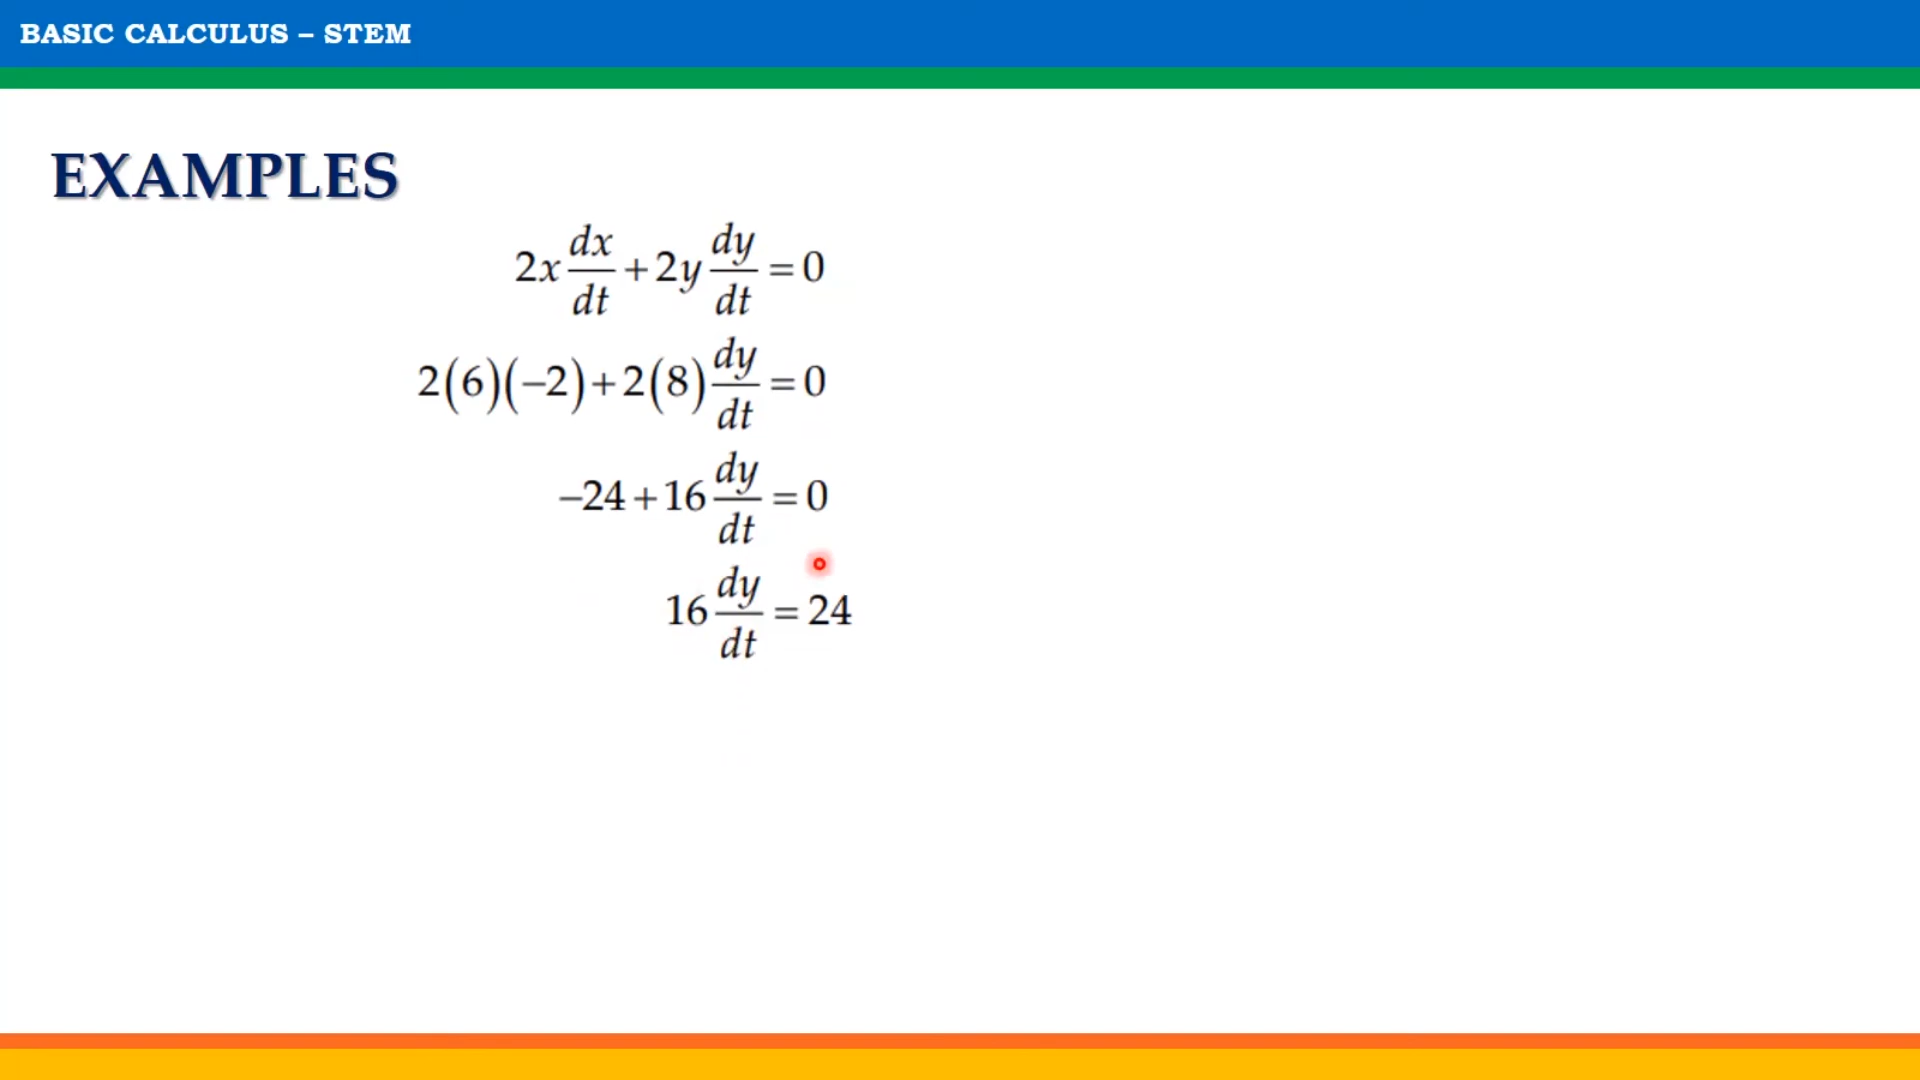 BASIC CALCULUS – STEM
EXAMPLES
2x dx/dt + 2y dy/dt = 0
2(6)(−2) + 2(8) dy/dt = 0
−24 + 16 dy/dt = 0
16 dy/dt = 24